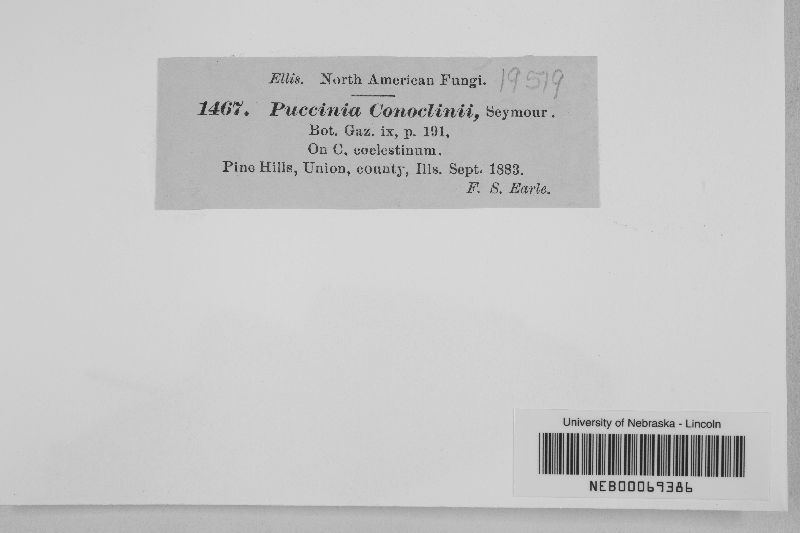 Ellis. North American Fungi. 19519
1467. Puccinia Conoclinii, Seymour.
Bot. Gaz. ix, p. 191,
On C. coelestinum.
Pine Hills, Union, county, Ills. Sept. 1883.
F. S. Earle.
University of Nebraska - Lincoln
NEB00069386